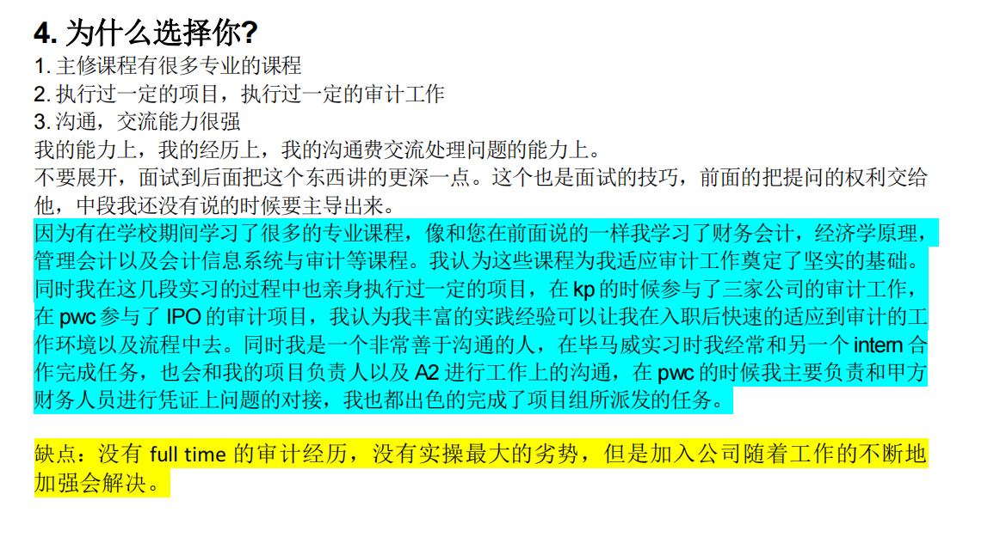 4. 为什么选择你?
1. 主修课程有很多专业的课程
2. 执行过一定的项目，执行过一定的审计工作
3. 沟通，交流能力很强
我的能力上，我的经历上，我的沟通费交流处理问题的能力上。
不要展开，面试到后面把这个东西讲的更深一点。这个也是面试的技巧，前面的把提问的权利交给
他，中段我还没有说的时候要主导出来。
因为有在学校期间学习了很多的专业课程，像和您在前面说的一样我学习了财务会计，经济学原理，
管理会计以及会计信息系统与审计等课程。我认为这些课程为我适应审计工作奠定了坚实的基础。
同时我在这几段实习的过程中也亲身执行过一定的项目，在 kp 的时候参与了三家公司的审计工作，
在 pwc 参与了 IPO 的审计项目，我认为我丰富的实践经验可以让我在入职后快速的适应到审计的工
作环境以及流程中去。同时我是一个非常善于沟通的人，在毕马威实习时我经常和另一个 intern 合
作完成任务，也会和我的项目负责人以及 A2 进行工作上的沟通，在 pwc 的时候我主要负责和甲方
财务人员进行凭证上问题的对接，我也都出色的完成了项目组所派发的任务。
缺点：没有 full time 的审计经历，没有实操最大的劣势，但是加入公司随着工作的不断地
加强会解决。